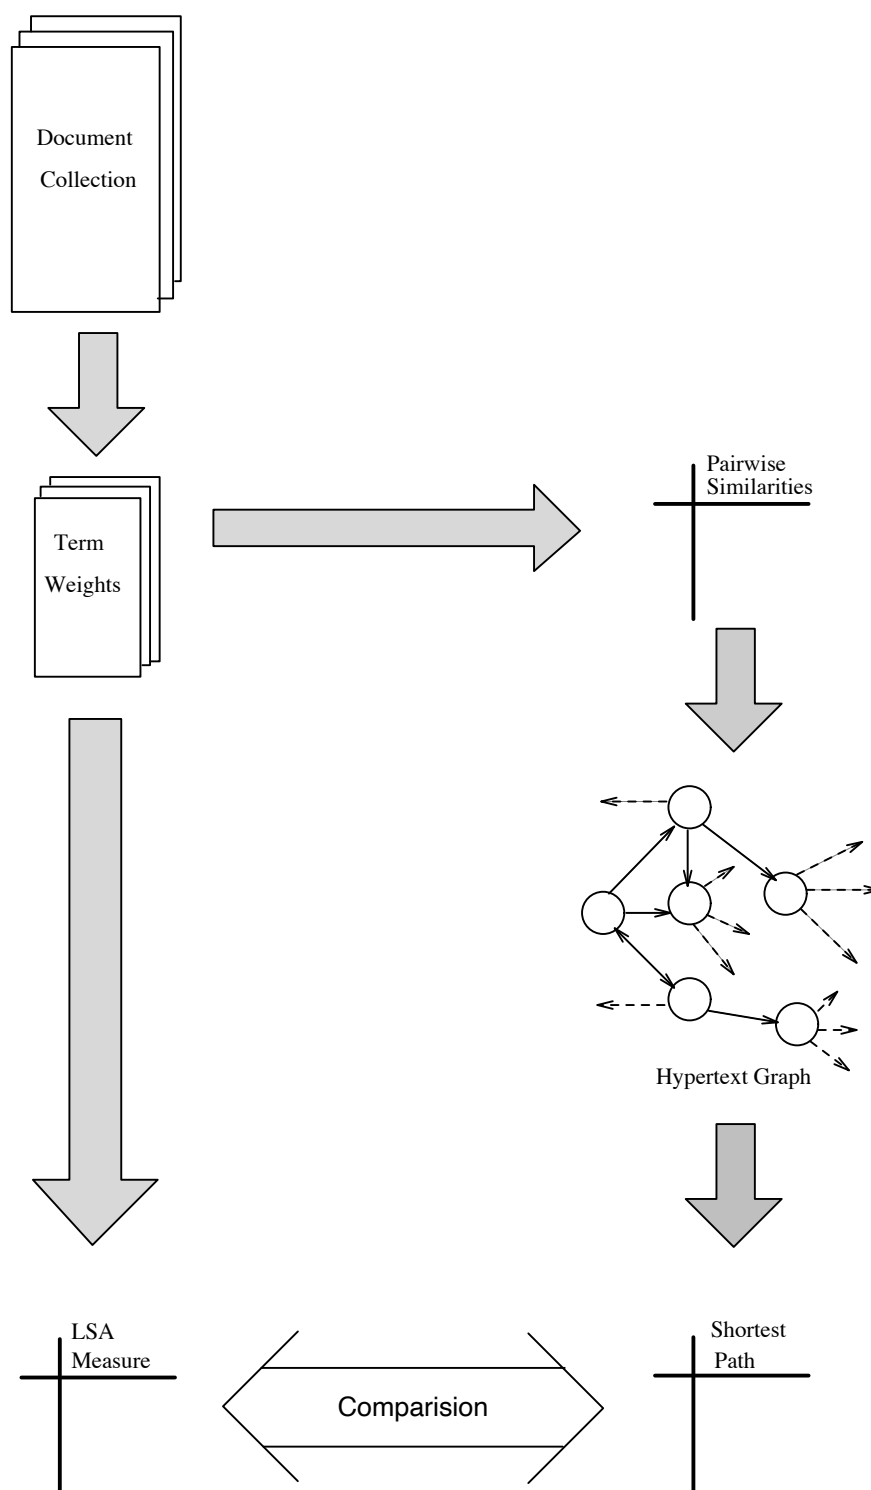 Document
Collection
Term
Weights
Pairwise
Similarities
Hypertext Graph
LSA
Measure
Comparision
Shortest
Path